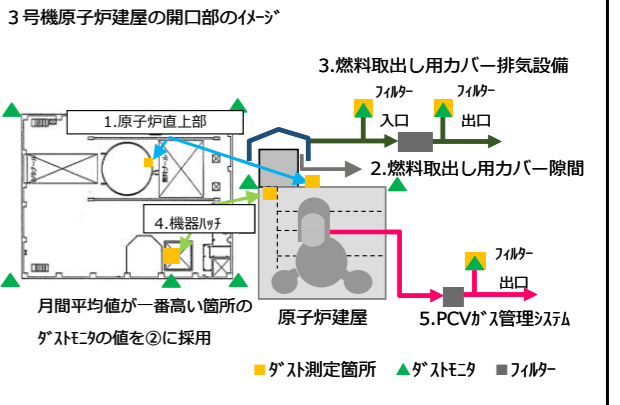 3号機原子炉建屋の開口部のｲﾒｰｼﾞ
3.燃料取出し用カバー排気設備
ﾌｨﾙﾀｰ
ﾌｨﾙﾀｰ
1.原子炉直上部
入口
出口
2.燃料取出し用カバー隙間
4.機器ﾊｯﾁ
ﾌｨﾙﾀｰ
出口
月間平均値が一番高い箇所の
ﾀﾞｽﾄﾓﾆﾀの値を②に採用
原子炉建屋
5.PCVｶﾞｽ管理ｼｽﾃﾑ
ﾀﾞｽﾄ測定箇所
ﾀﾞｽﾄﾓﾆﾀ
ﾌｨﾙﾀｰ